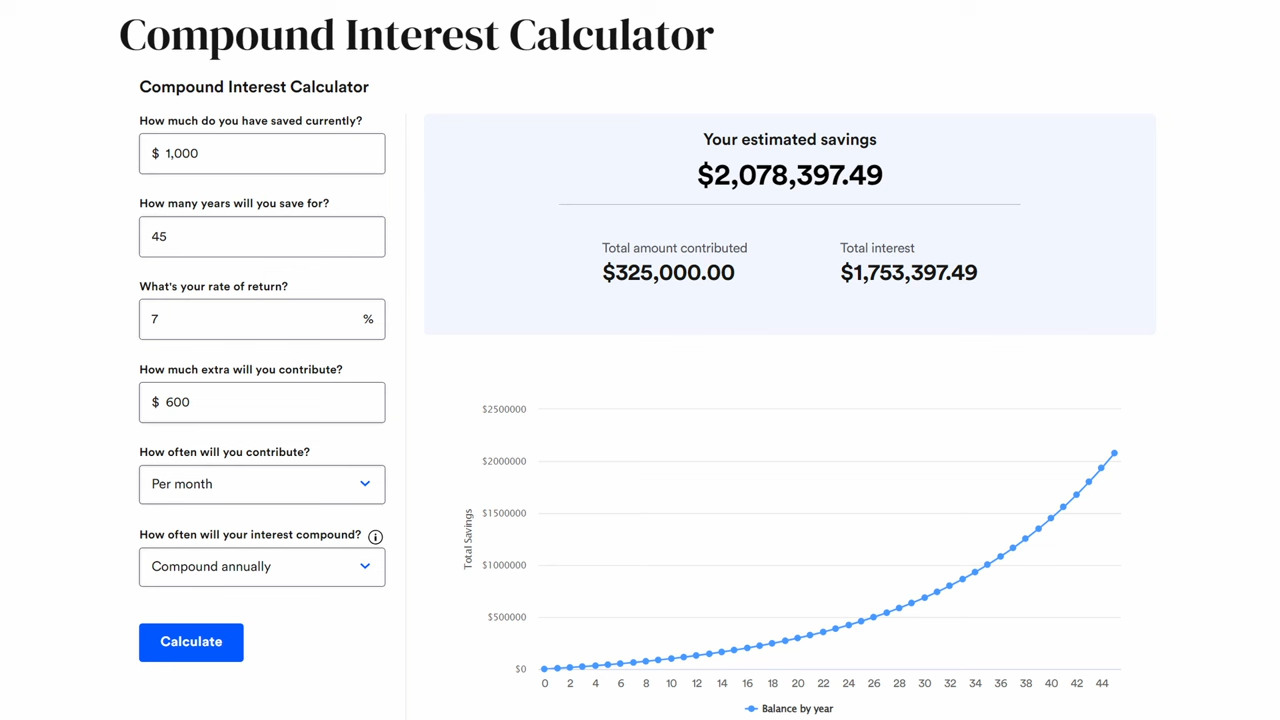 Compound Interest Calculator
Compound Interest Calculator
How much do you have saved currently?
$ 1,000
How many years will you save for?
45
What's your rate of return?
7 %
How much extra will you contribute?
$ 600
How often will you contribute?
Per month
How often will your interest compound?
Compound annually
Calculate
Your estimated savings
$2,078,397.49
Total amount contributed Total interest
$325,000.00 $1,753,397.49
Total Savings
$2500000
$2000000
$1500000
$1000000
$500000
$0
0 2 4 6 8 10 12 14 16 18 20 22 24 26 28 30 32 34 36 38 40 42 44
Balance by year